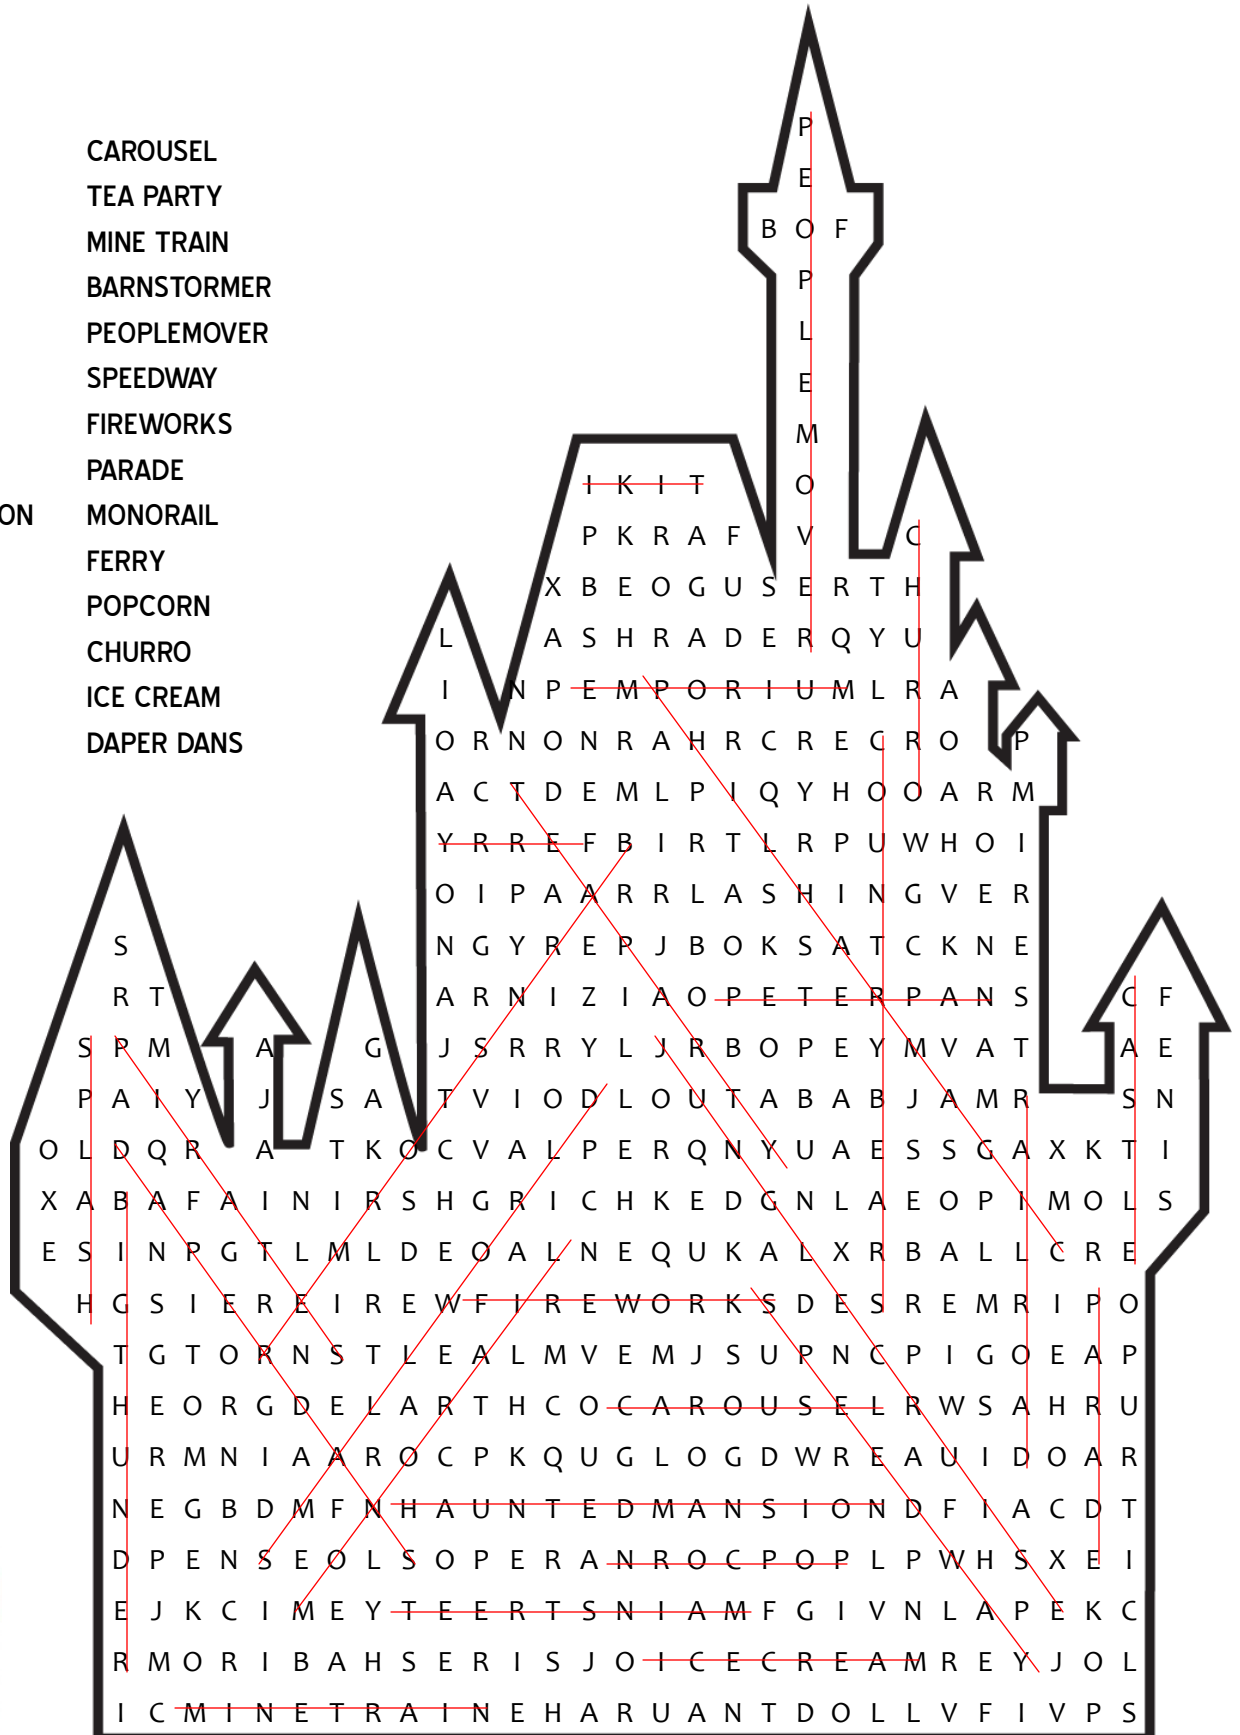 P
E
B O F
P
L
E
M
I K I T O
P K R A F V C
X B E O G U S E R T H
L A S H R A D E R Q Y U
I N P E M P O R I U M L R A
O R N O N R A H R C R E C R O P
A C T D E M L P I Q Y H O O A R M
Y R R E F B I R T L R P U W H O I
O I P A A R R L A S H I N G V E R
S N G Y R E P J B O K S A T C K N E
R T A R N I Z I A O P E T E R P A N S C F
S P M A G J S R R Y L J R B O P E Y M V A T A E
P A I Y J S A T V I O D L O U T A B A B J A M R S N
O L D Q R A T K O C V A L P E R Q N Y U A E S S G A X K T I
X A B A F A I N I R S H G R I C H K E D G N L A E O P I M O L S
E S I N P G T L M L D E O A L N E Q U K A L X R B A L L C R E
H G S I E R E I R E W F I R E W O R K S D E S R E M R I P O
T G T O R N S T L E A L M V E M J S U P N C P I G O E A P
H E O R G D E L A R T H C O C A R O U S E L R W S A H R U
U R M N I A A R O C P K Q U G L O G D W R E A U I D O A R
N E G B D M F N H A U N T E D M A N S I O N D F I A C D T
D P E N S E O L S O P E R A N R O C P O P L P W H S X E I
E J K C I M E Y T E E R T S N I A M F G I V N L A P E K C
R M O R I B A H S E R I S J O I C E C R E A M R E Y J O L
I C M I N E T R A I N E H A R U A N T D O L L V F I V P S
CAROUSEL
TEA PARTY
MINE TRAIN
BARNSTORMER
PEOPLEMOVER
SPEEDWAY
FIREWORKS
PARADE
ON MONORAIL
FERRY
POPCORN
CHURRO
ICE CREAM
DAPER DANS